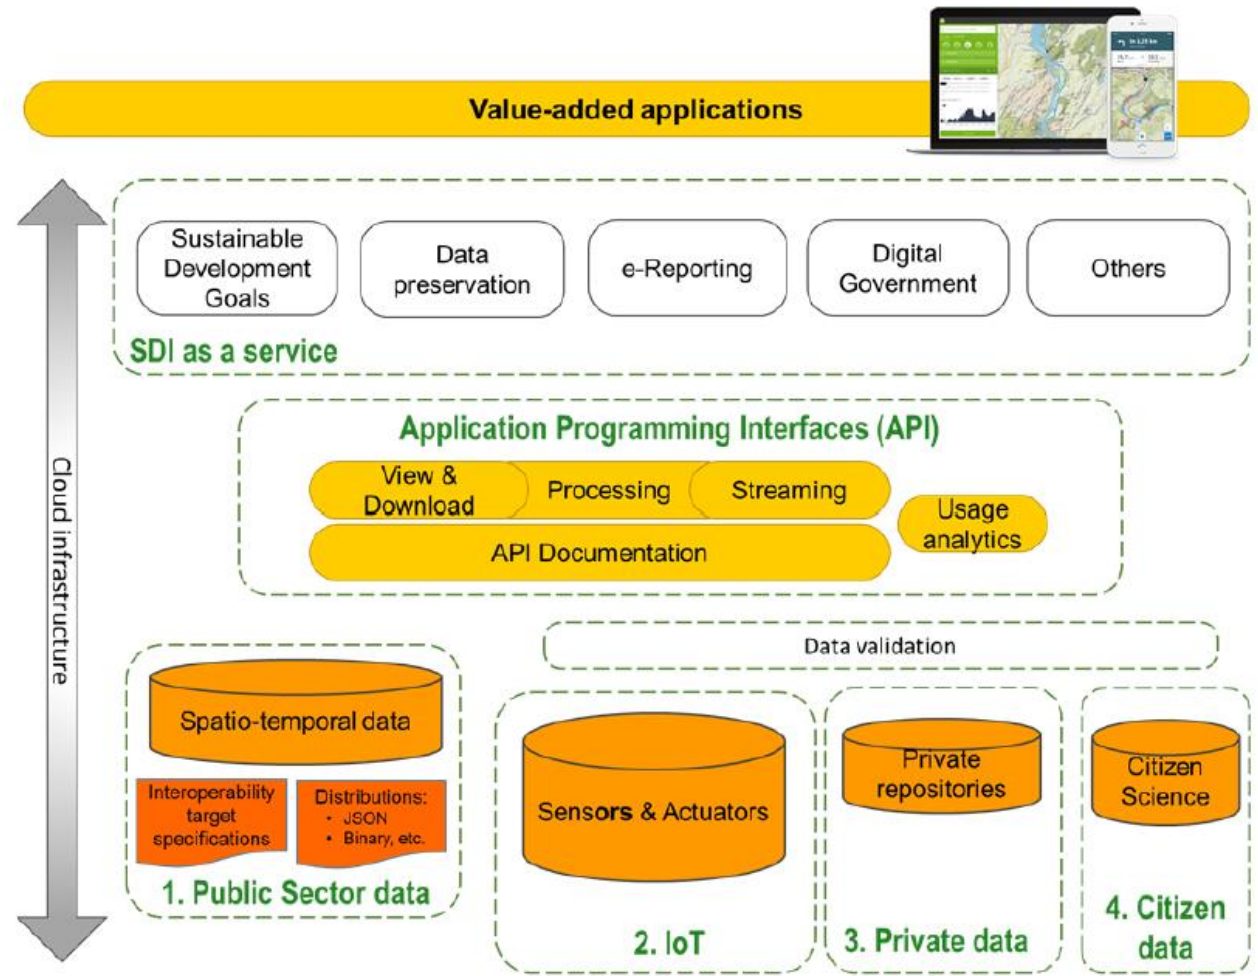 Value-added applications
Sustainable
Development
Goals
Data
preservation
e-Reporting
Digital
Government
Others
SDI as a service
Application Programming Interfaces (API)
View &
Download
Processing
Streaming
Usage
analytics
API Documentation
Cloud infrastructure
Data validation
Spatio-temporal data
Interoperability
target
specifications
Distributions:
• JSON
• Binary, etc.
1. Public Sector data
Sensors & Actuators
2. IoT
Private
repositories
3. Private data
Citizen
Science
4. Citizen
data